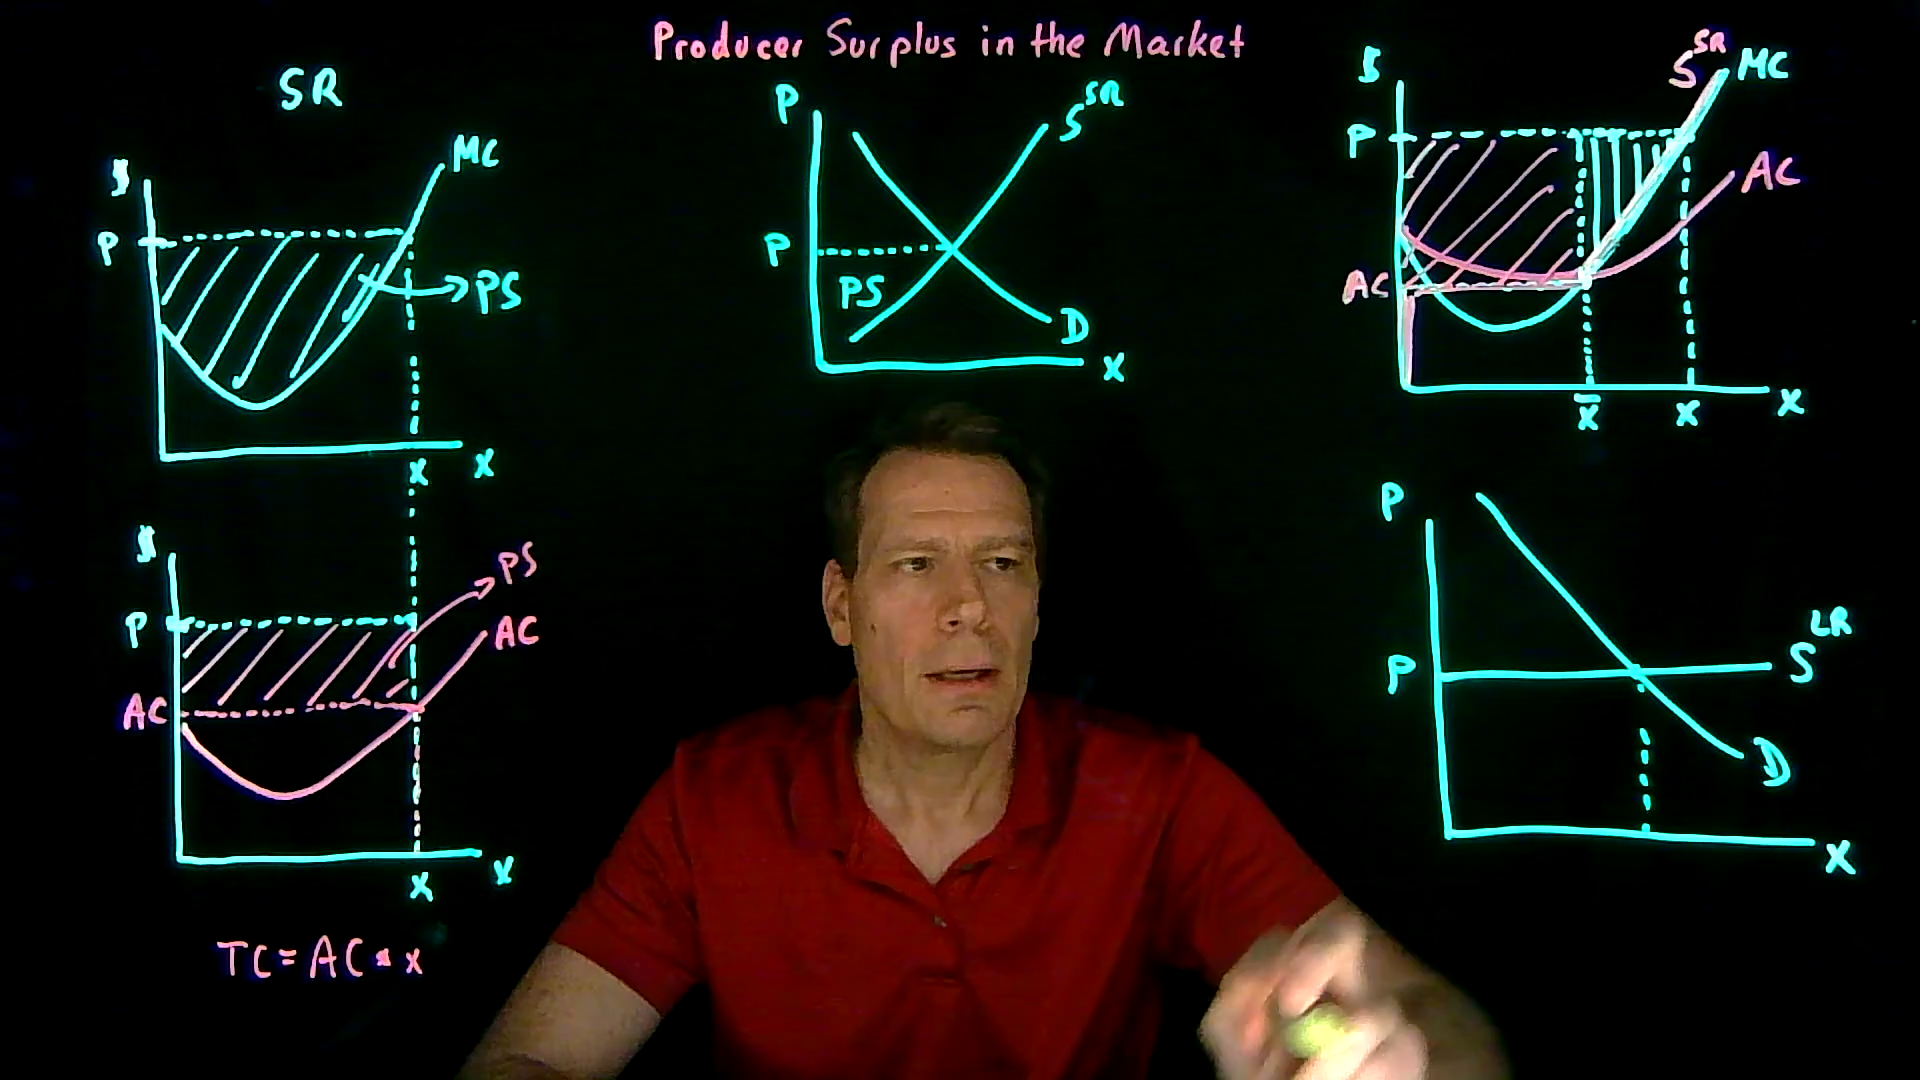 Producer Surplus in the Market
SR
$
MC
P
PS
x
x
$
PS
P
AC
AC
x
x
TC = AC * x
P
S^SR
P
PS
D
x
$
S^SR
MC
P
AC
AC
x̄
x
x
P
S^LR
P
D
x